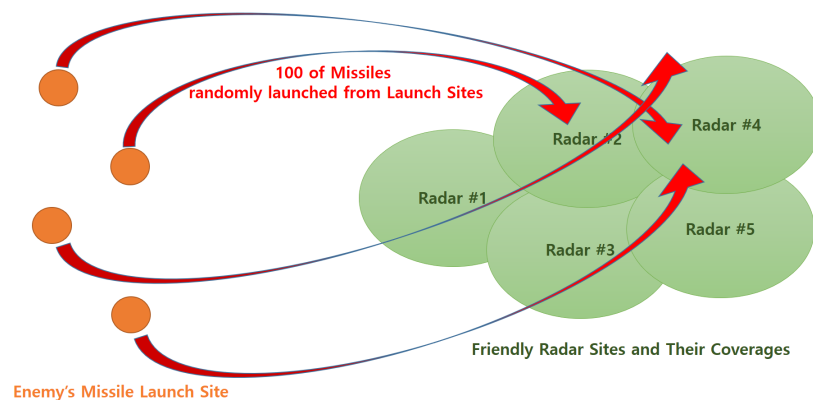 100 of Missiles
randomly launched from Launch Sites
Radar #1
Radar #2
Radar #3
Radar #4
Radar #5
Friendly Radar Sites and Their Coverages
Enemy's Missile Launch Site